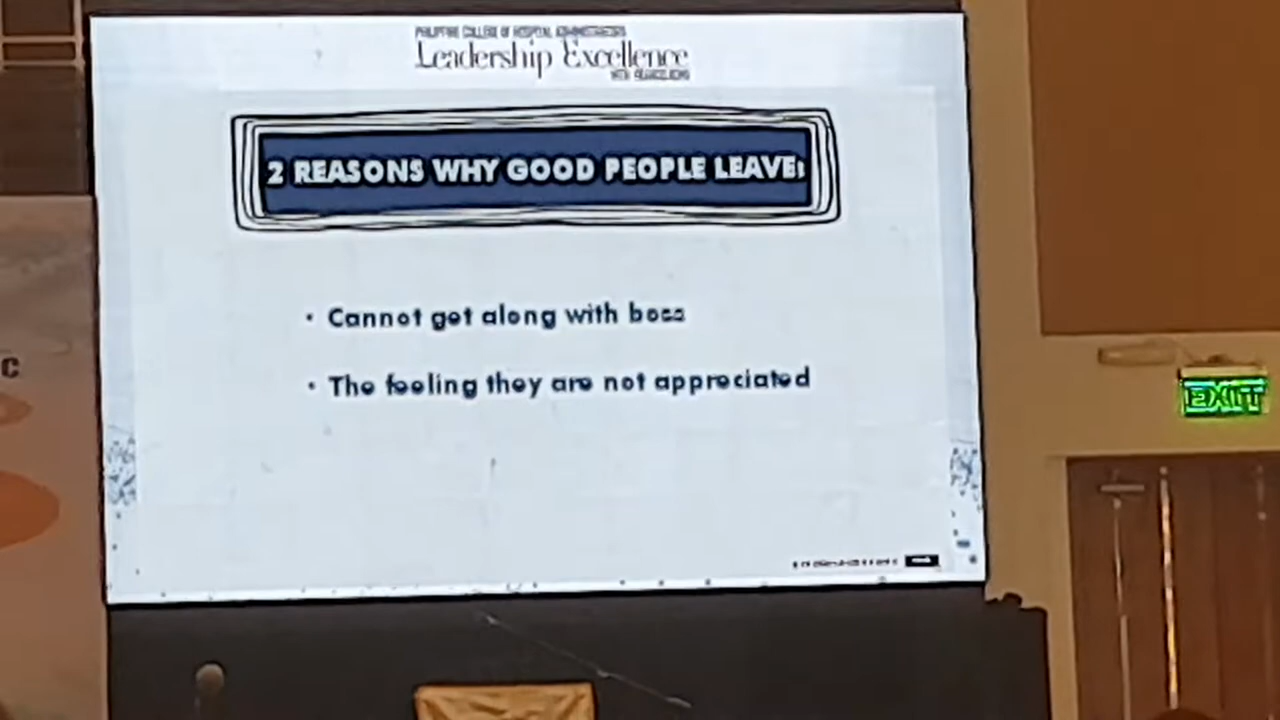 PHILIPPINE COLLEGE OF HOSPITAL ADMINISTRATORS
Leadership Excellence
WITH
2 REASONS WHY GOOD PEOPLE LEAVE:
• Cannot get along with boss
• The feeling they are not appreciated
C
EXIT